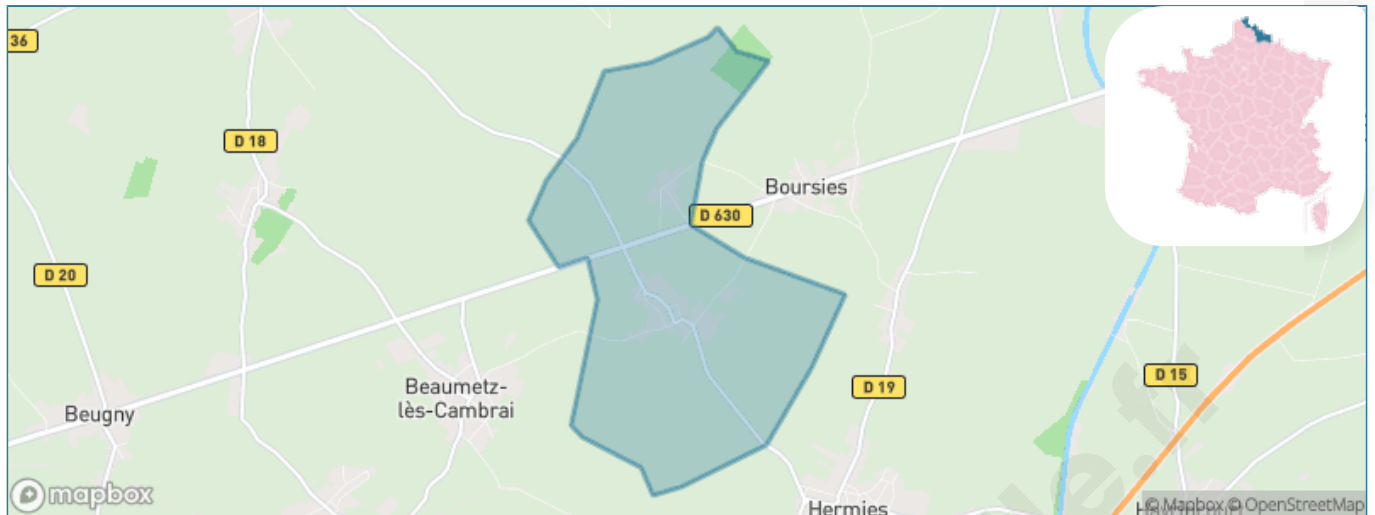 36
D 18
Boursies
D 630
D 20
Beaumetz-
lès-Cambrai
D 19
D 15
Beugny
Hermies
mapbox
© Mapbox © OpenStreetMap